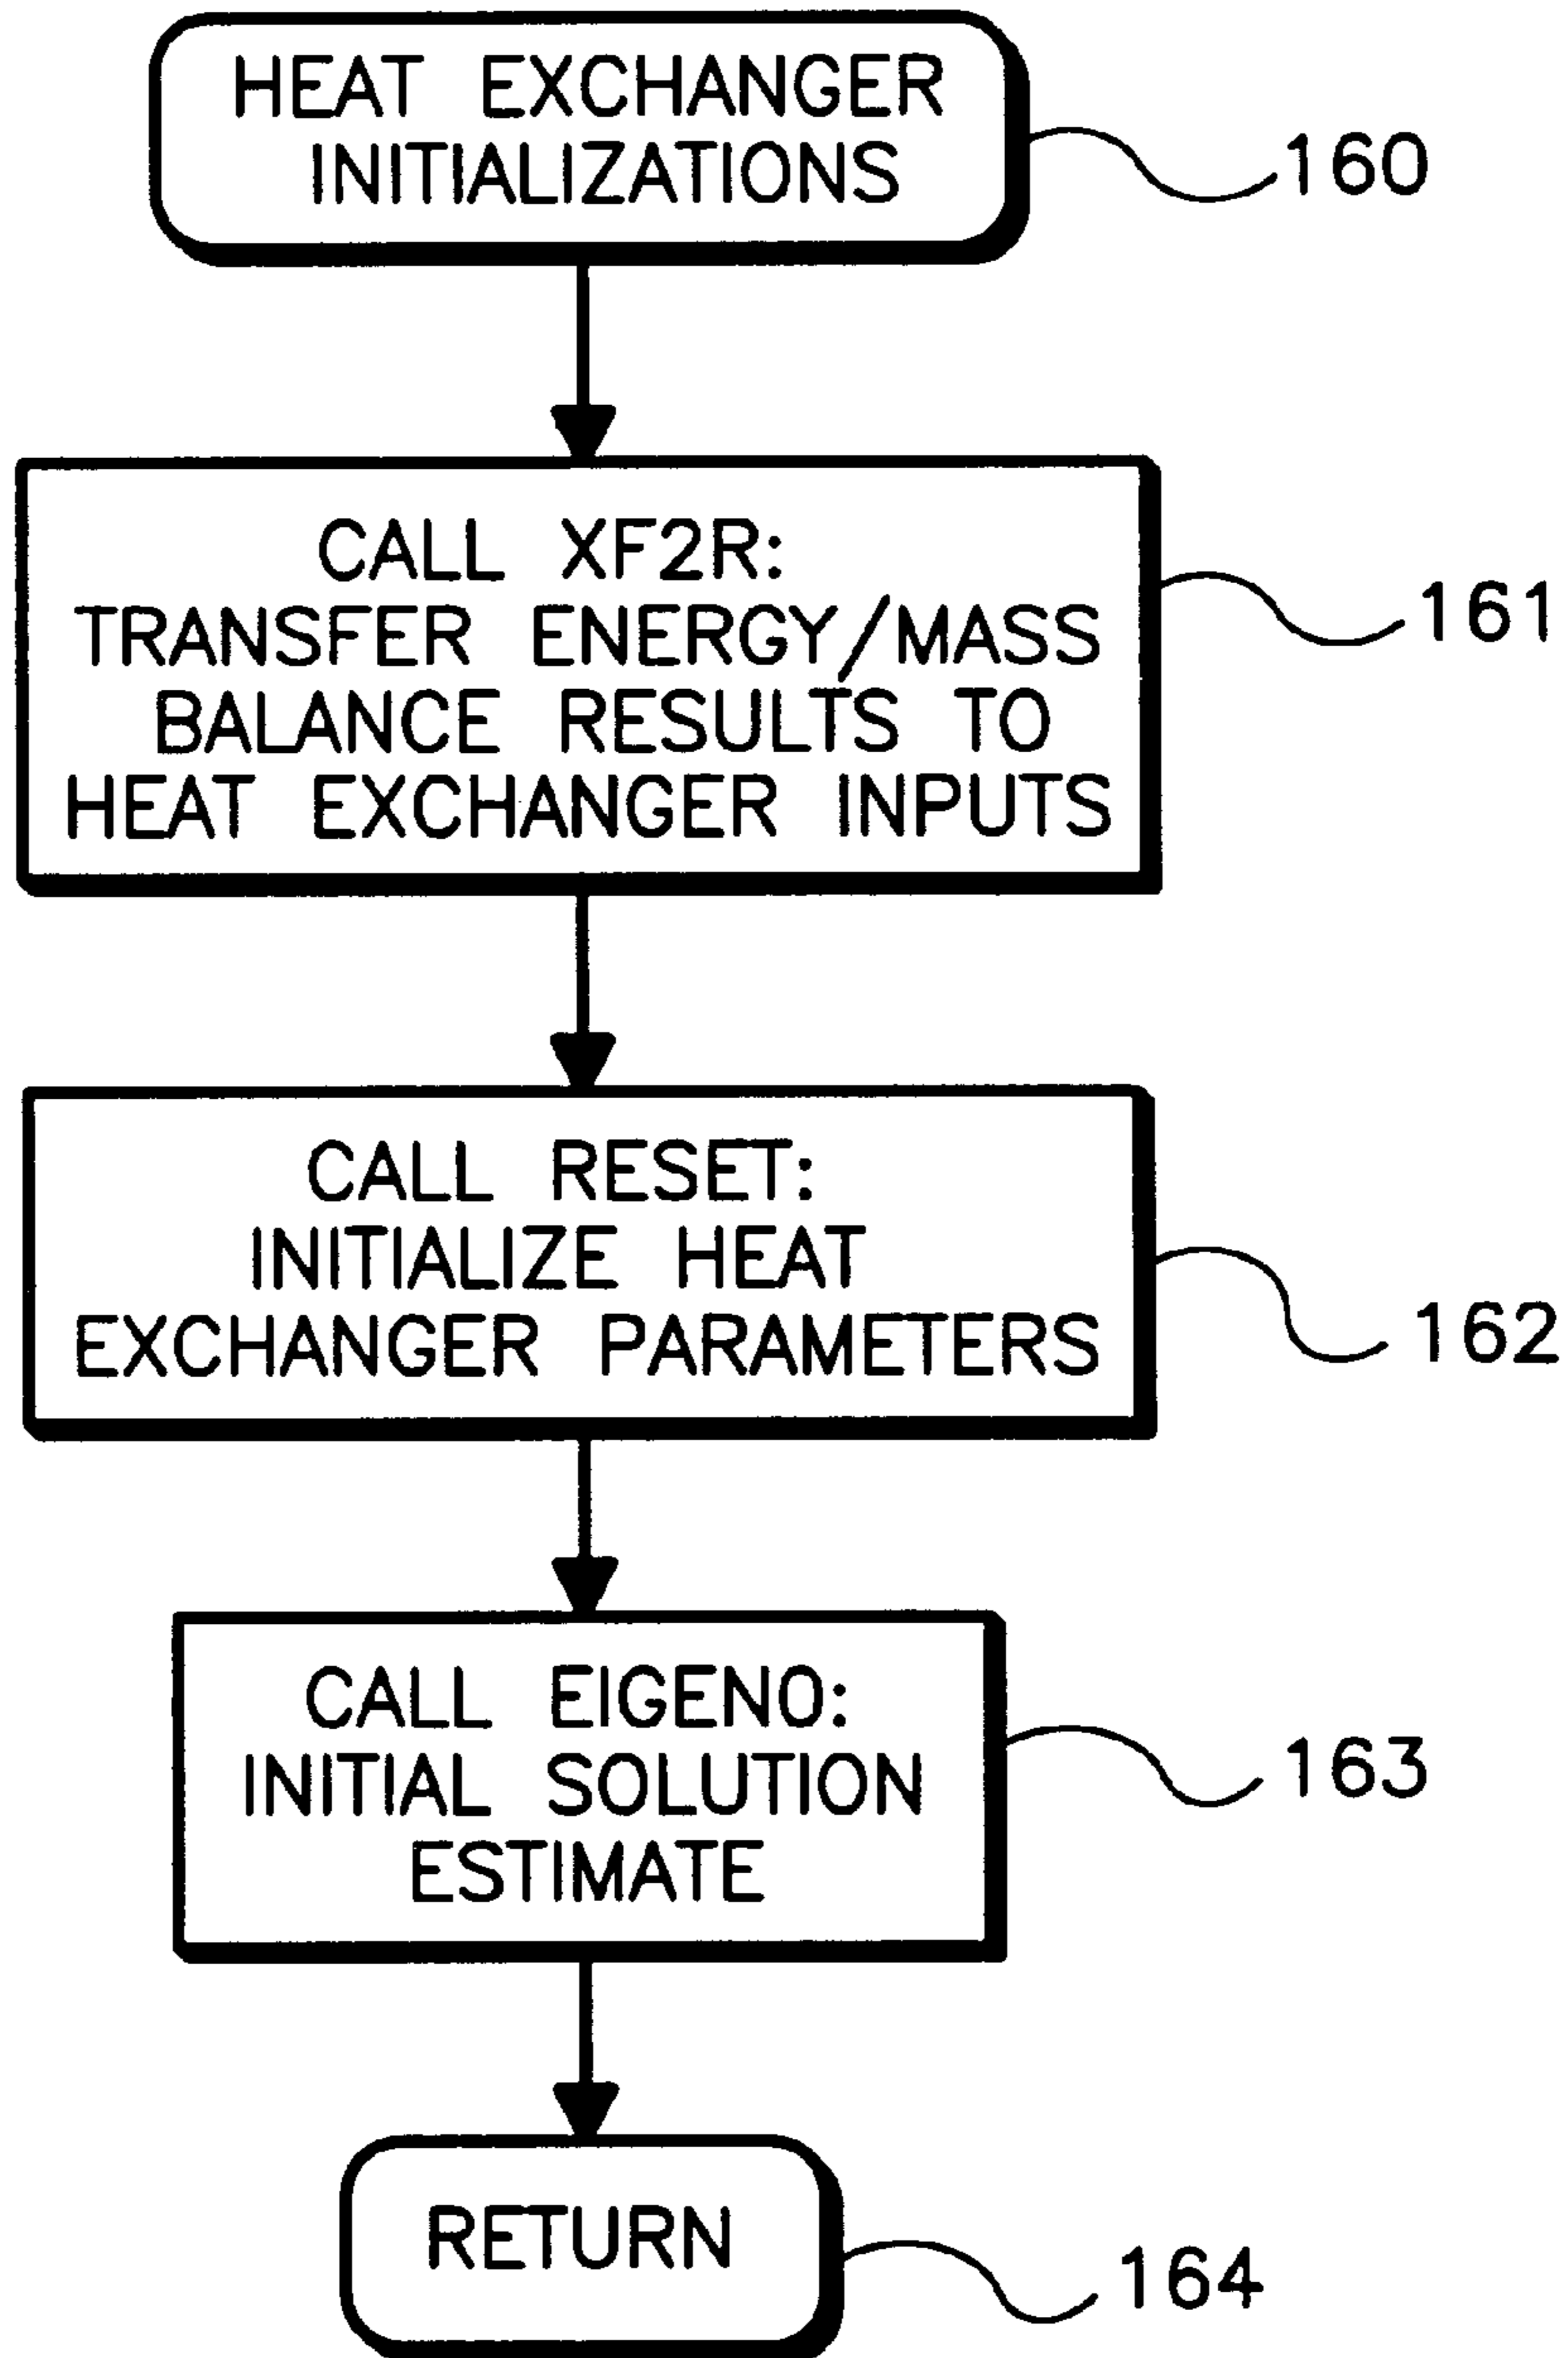 HEAT EXCHANGER
INITIALIZATIONS
160
CALL XF2R:
TRANSFER ENERGY/MASS
BALANCE RESULTS TO
HEAT EXCHANGER INPUTS
161
CALL RESET:
INITIALIZE HEAT
EXCHANGER PARAMETERS
162
CALL EIGENO:
INITIAL SOLUTION
ESTIMATE
163
RETURN
164